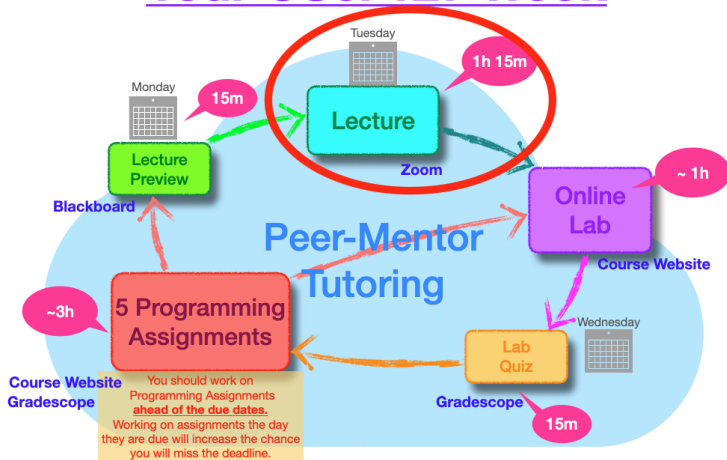 Tuesday
1h 15m
Monday
15m
Lecture
Lecture
Preview
Zoom
~ 1h
Blackboard
Online
Lab
Peer-Mentor
Tutoring
Course Website
5 Programming
Assignments
~3h
Wednesday
Lab
Quiz
Course Website
Gradescope
Gradescope
15m
You should work on
Programming Assignments
ahead of the due dates.
Working on assignments the day
they are due will increase the chance
you will miss the deadline.